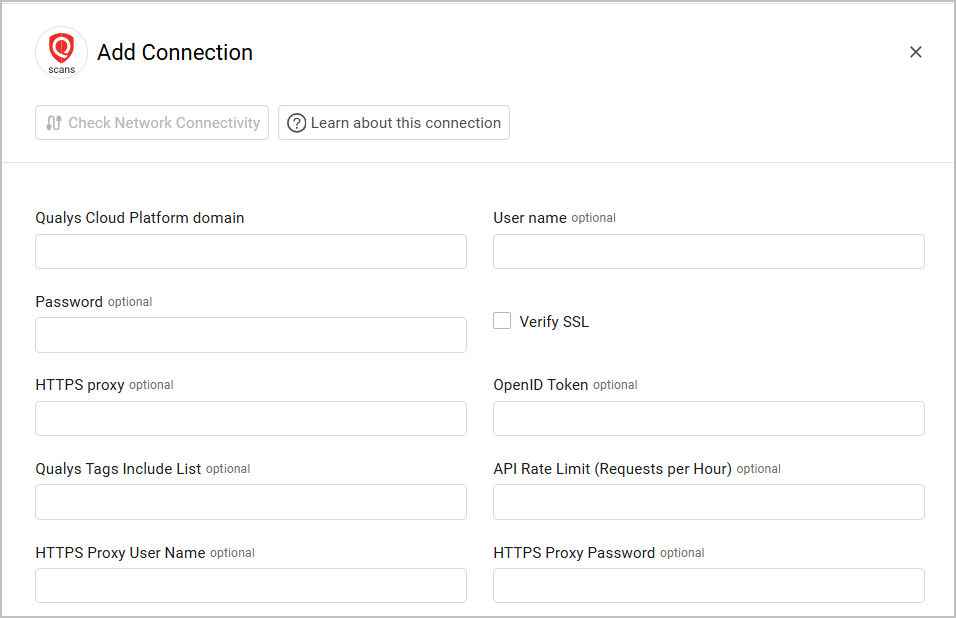 scans
Add Connection
Check Network Connectivity
Learn about this connection
Qualys Cloud Platform domain
User name optional
Password optional
Verify SSL
HTTPS proxy optional
OpenID Token optional
Qualys Tags Include List optional
API Rate Limit (Requests per Hour) optional
HTTPS Proxy User Name optional
HTTPS Proxy Password optional